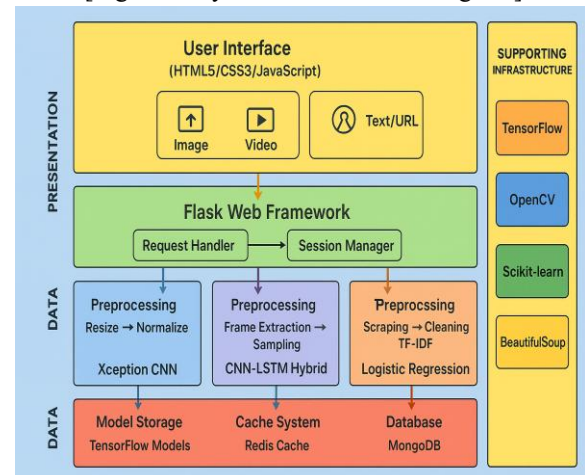 User Interface
(HTML5/CSS3/JavaScript)
Image
Video
Text/URL
PRESENTATION
Flask Web Framework
Request Handler
Session Manager
DATA
Preprocessing
Resize → Normalize
Xception CNN
Preprocessing
Frame Extraction →
Sampling
CNN-LSTM Hybrid
Preprocssing
Scraping → Cleaning
TF-IDF
Logistic Regression
DATA
Model Storage
TensorFlow Models
Cache System
Redis Cache
Database
MongoDB
SUPPORTING
INFRASTRUCTURE
TensorFlow
OpenCV
Scikit-learn
BeautifulSoup